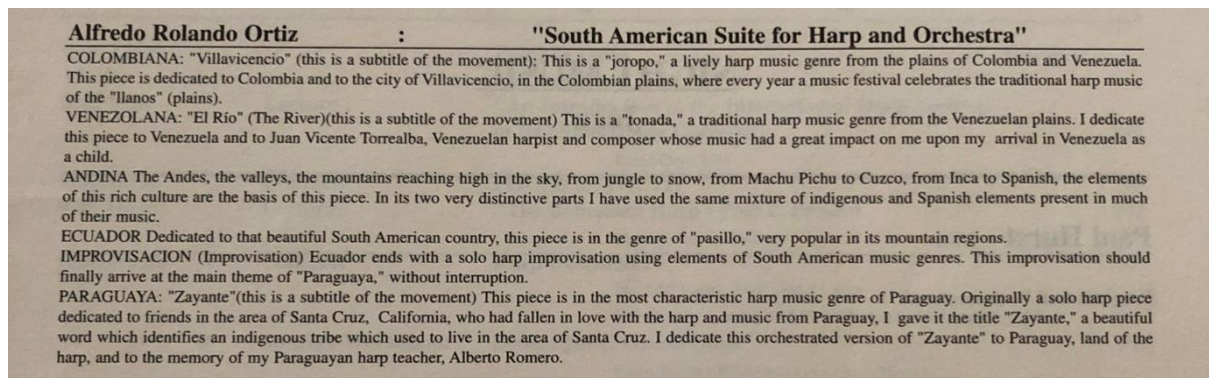 Alfredo Rolando Ortiz : "South American Suite for Harp and Orchestra"
COLOMBIANA: "Villavicencio" (this is a subtitle of the movement): This is a "joropo," a lively harp music genre from the plains of Colombia and Venezuela.
This piece is dedicated to Colombia and to the city of Villavicencio, in the Colombian plains, where every year a music festival celebrates the traditional harp music
of the "llanos" (plains).
VENEZOLANA: "El Río" (The River)(this is a subtitle of the movement) This is a "tonada," a traditional harp music genre from the Venezuelan plains. I dedicate
this piece to Venezuela and to Juan Vicente Torrealba, Venezuelan harpist and composer whose music had a great impact on me upon my arrival in Venezuela as
a child.
ANDINA The Andes, the valleys, the mountains reaching high in the sky, from jungle to snow, from Machu Pichu to Cuzco, from Inca to Spanish, the elements
of this rich culture are the basis of this piece. In its two very distinctive parts I have used the same mixture of indigenous and Spanish elements present in much
of their music.
ECUADOR Dedicated to that beautiful South American country, this piece is in the genre of "pasillo," very popular in its mountain regions.
IMPROVISACION (Improvisation) Ecuador ends with a solo harp improvisation using elements of South American music genres. This improvisation should
finally arrive at the main theme of "Paraguaya," without interruption.
PARAGUAYA: "Zayante"(this is a subtitle of the movement) This piece is in the most characteristic harp music genre of Paraguay. Originally a solo harp piece
dedicated to friends in the area of Santa Cruz, California, who had fallen in love with the harp and music from Paraguay, I gave it the title "Zayante," a beautiful
word which identifies an indigenous tribe which used to live in the area of Santa Cruz. I dedicate this orchestrated version of "Zayante" to Paraguay, land of the
harp, and to the memory of my Paraguayan harp teacher, Alberto Romero.